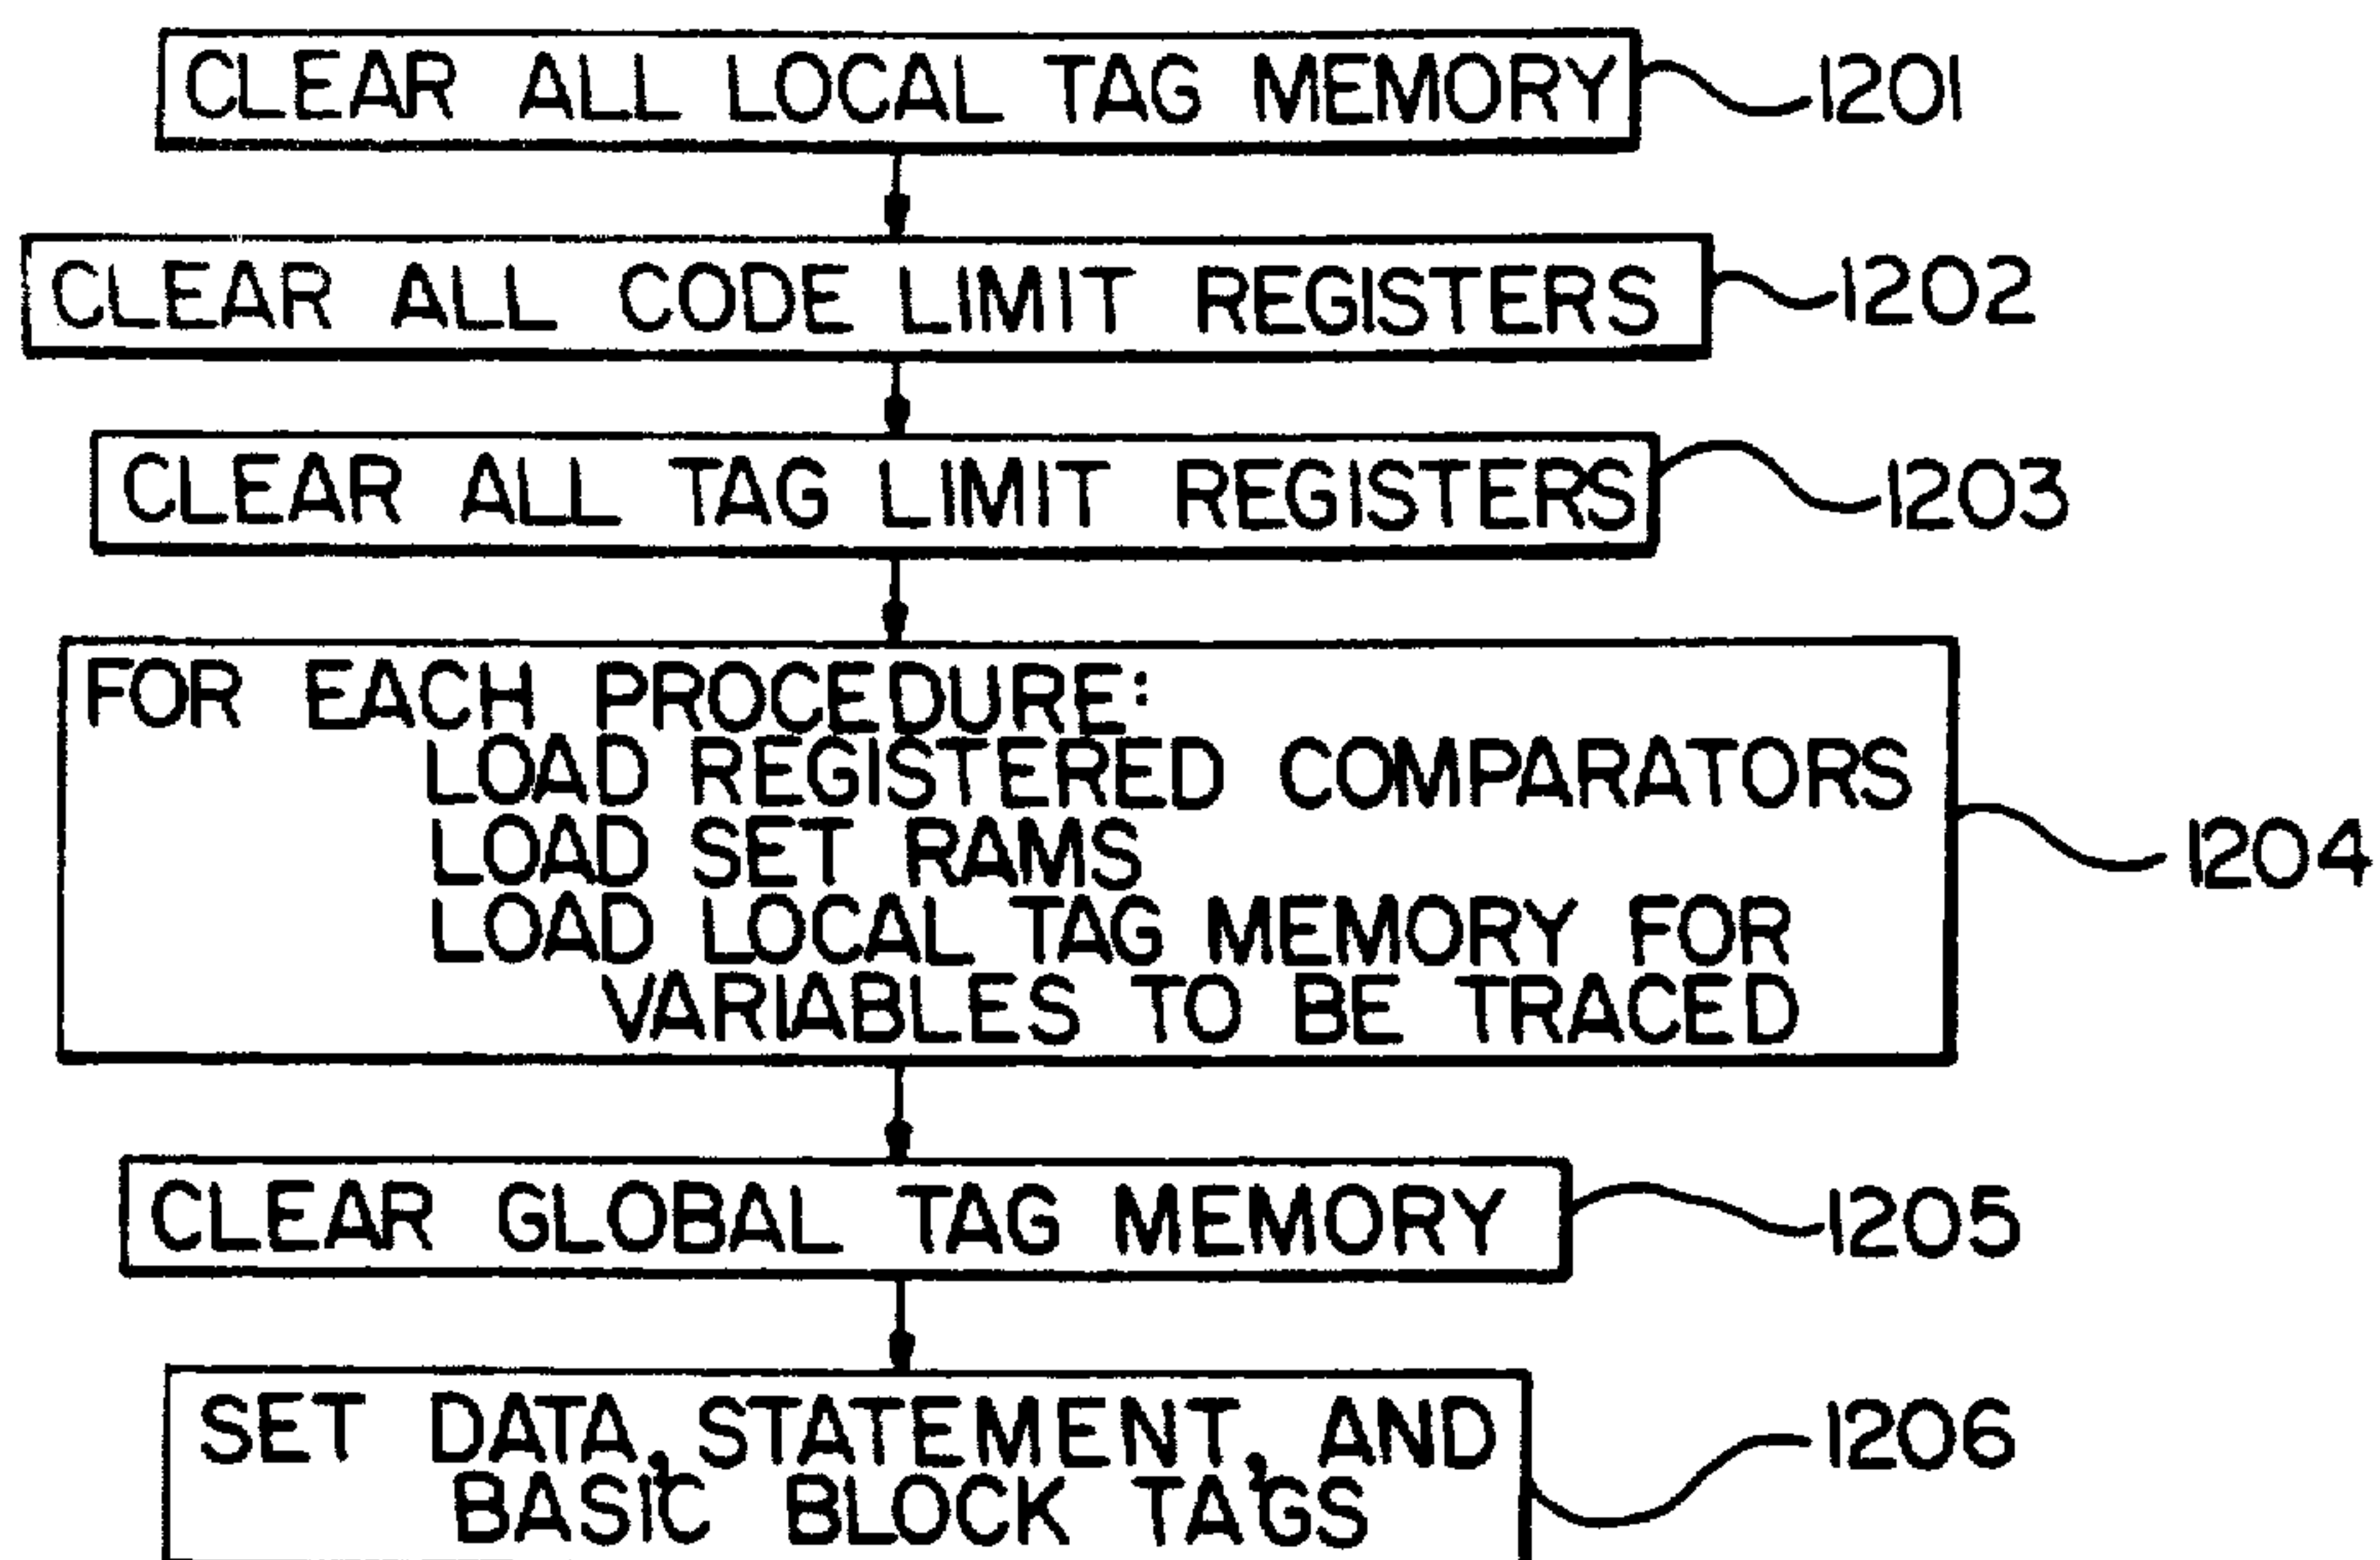 CLEAR ALL LOCAL TAG MEMORY 1201
CLEAR ALL CODE LIMIT REGISTERS 1202
CLEAR ALL TAG LIMIT REGISTERS 1203
FOR EACH PROCEDURE:
LOAD REGISTERED COMPARATORS
LOAD SET RAMS
LOAD LOCAL TAG MEMORY FOR
VARIABLES TO BE TRACED
1204
CLEAR GLOBAL TAG MEMORY 1205
SET DATA, STATEMENT, AND
BASIC BLOCK TAGS
1206